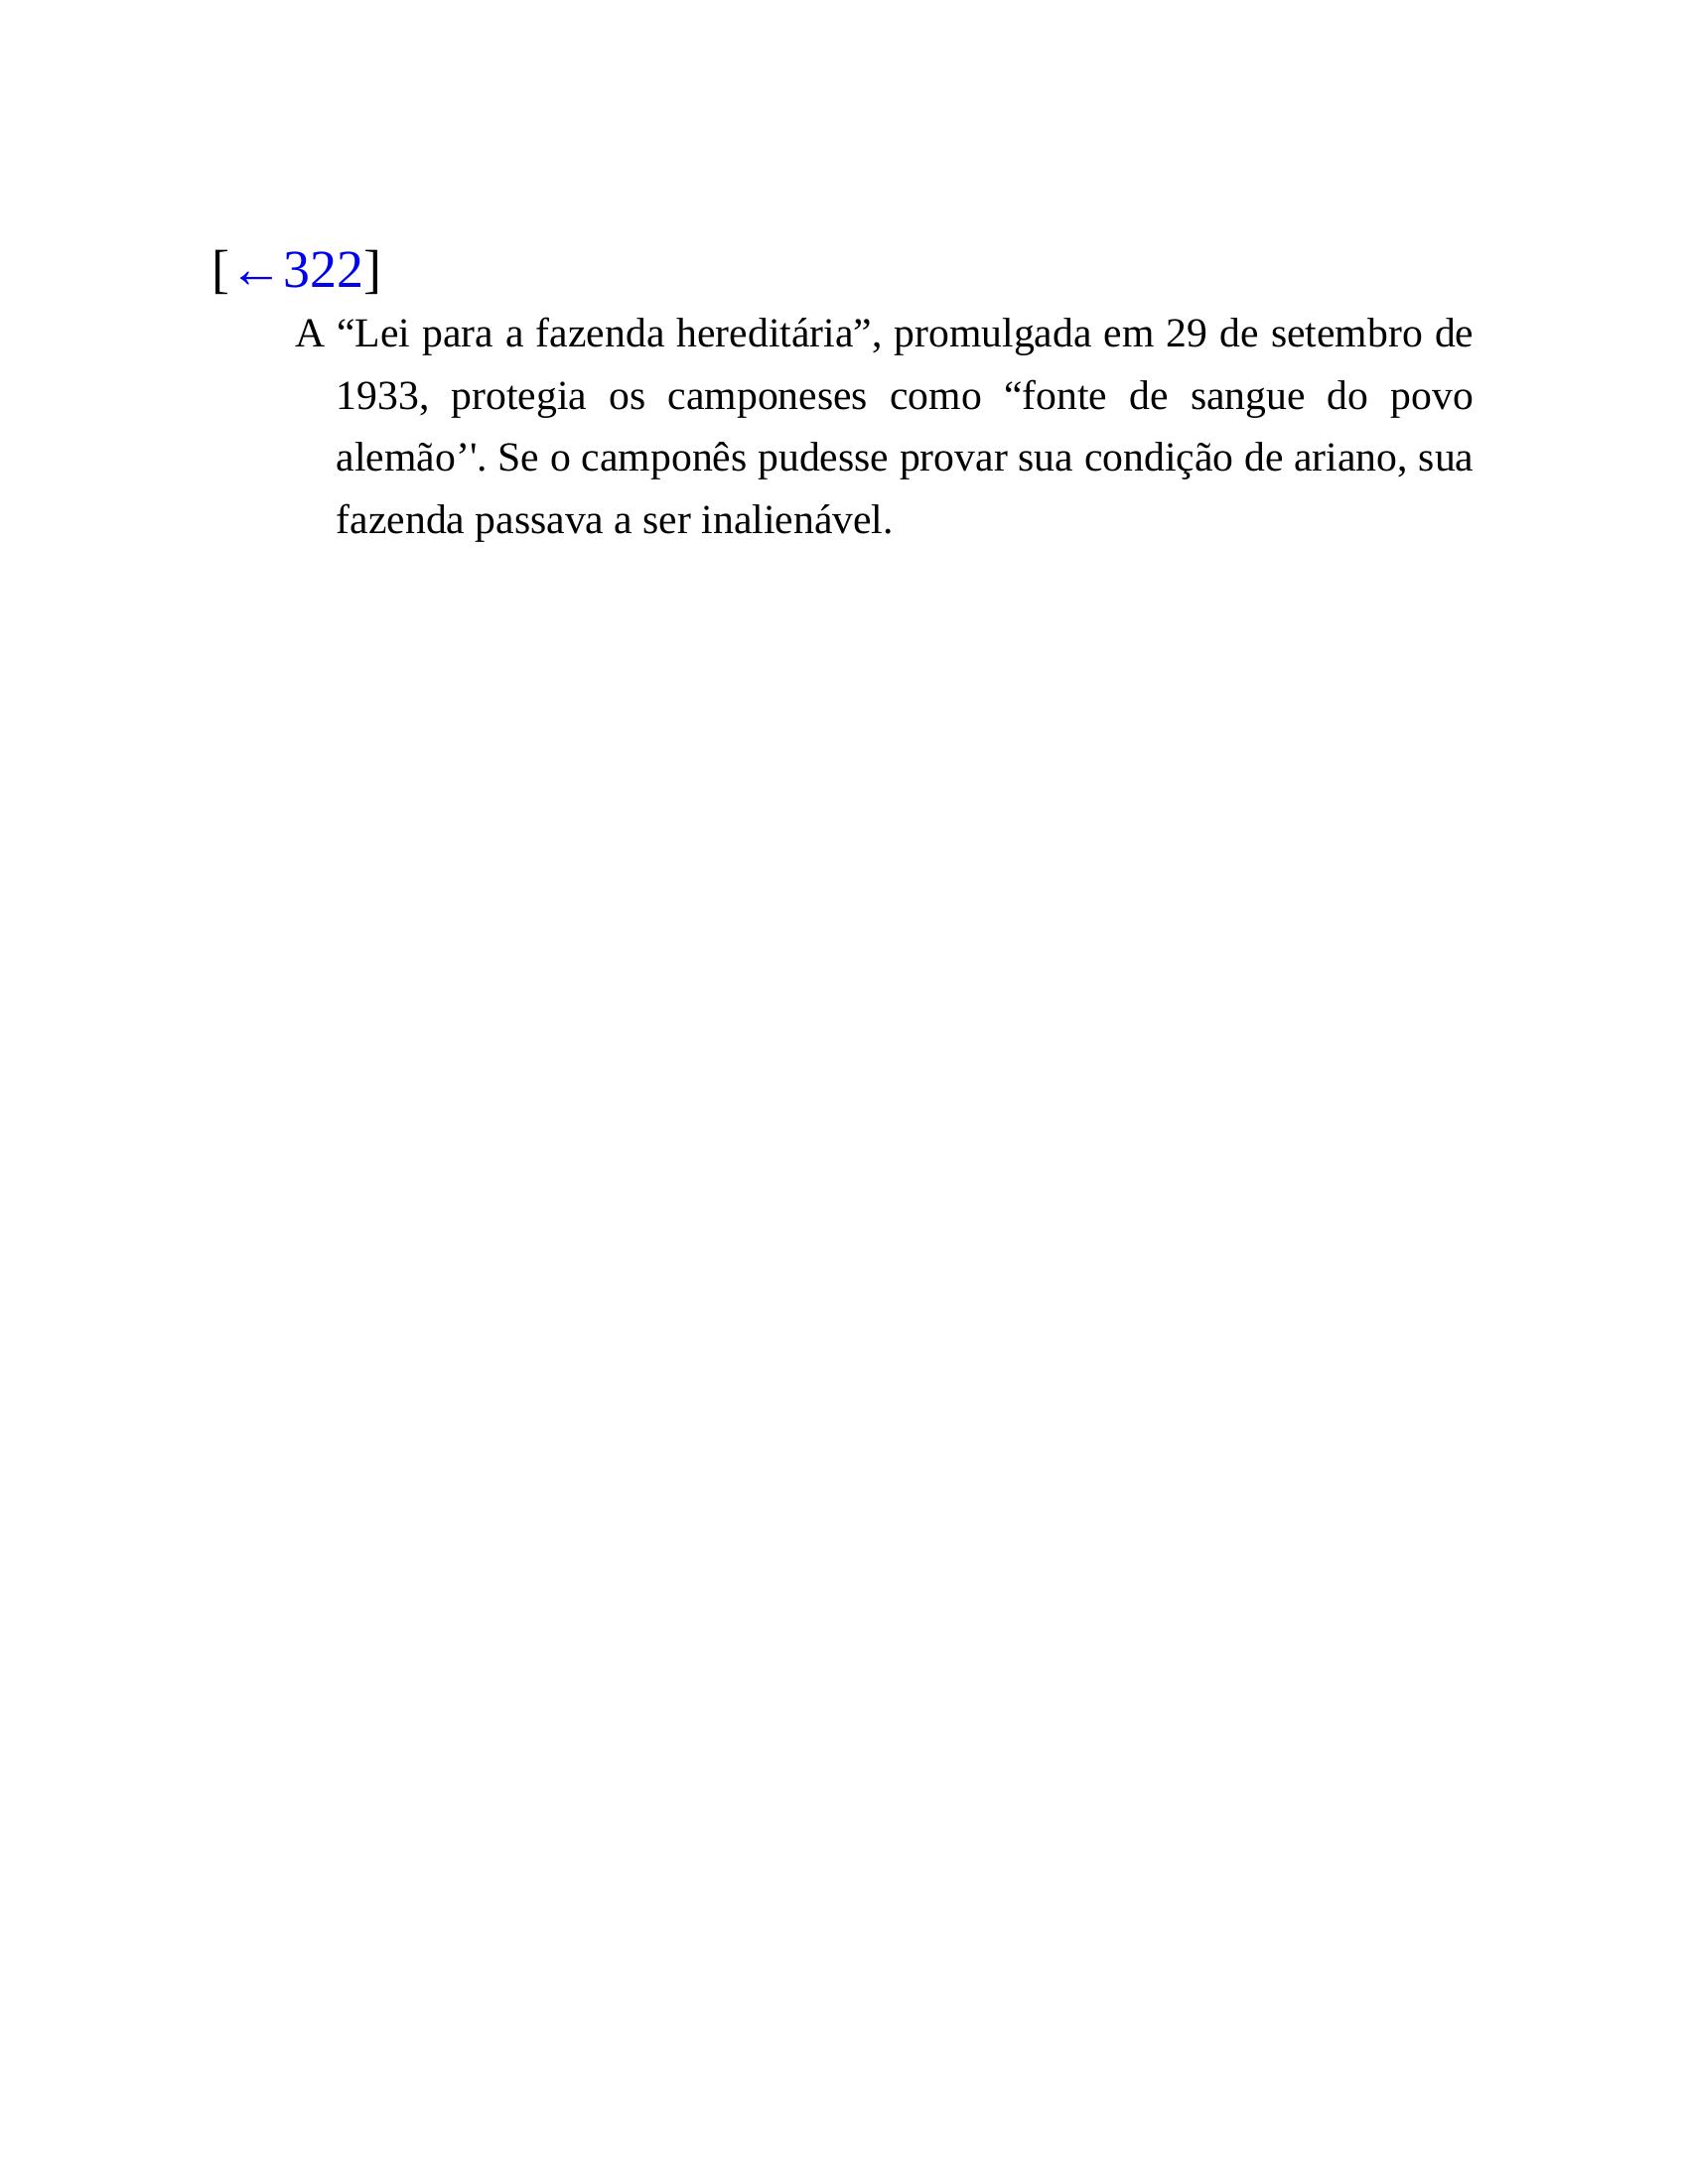 [←322]
A “Lei para a fazenda hereditária”, promulgada em 29 de setembro de
1933, protegia os camponeses como “fonte de sangue do povo
alemão’'. Se o camponês pudesse provar sua condição de ariano, sua
fazenda passava a ser inalienável.